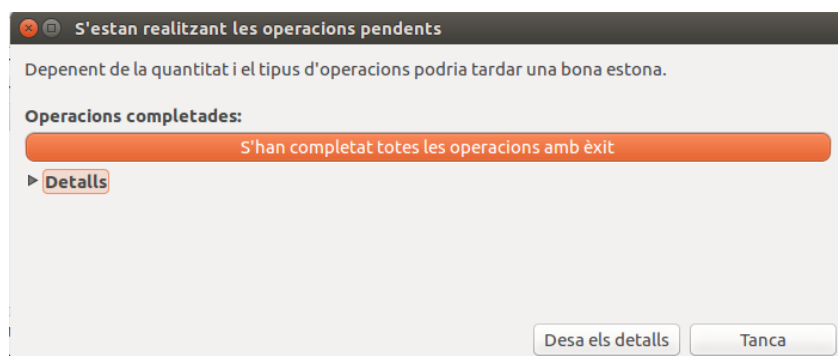 S'estan realitzant les operacions pendents
Depenent de la quantitat i el tipus d'operacions podria tardar una bona estona.
Operacions completades:
S'han completat totes les operacions amb èxit
Detalls
Desa els detalls
Tanca